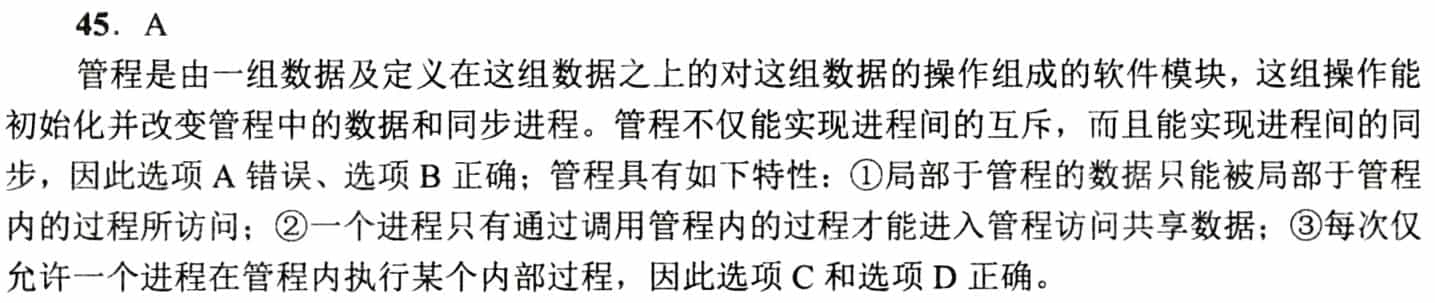 45．A
管程是由一组数据及定义在这组数据之上的对这组数据的操作组成的软件模块，这组操作能
初始化并改变管程中的数据和同步进程。管程不仅能实现进程间的互斥，而且能实现进程间的同
步，因此选项 A 错误、选项 B 正确；管程具有如下特性：①局部于管程的数据只能被局部于管程
内的过程所访问；②一个进程只有通过调用管程内的过程才能进入管程访问共享数据；③每次仅
允许一个进程在管程内执行某个内部过程，因此选项 C 和选项 D 正确。